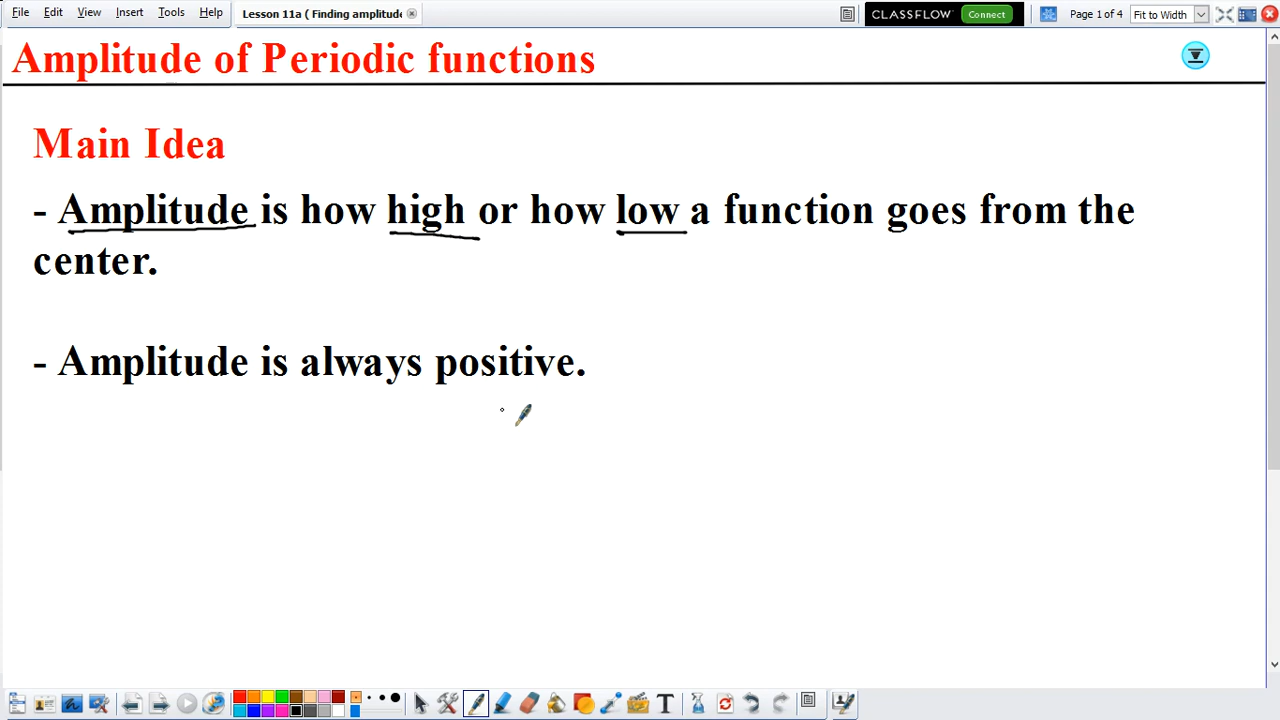 File Edit View Insert Tools Help Lesson 11a ( Finding amplitude CLASSFLOW Connect Page 1 of 4 Fit to Width
Amplitude of Periodic functions
Main Idea
- Amplitude is how high or how low a function goes from the
center.
- Amplitude is always positive.